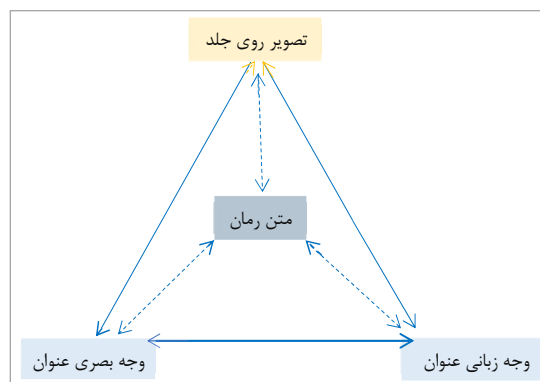 تصویر روی جلد
متن رمان
وجه زبانی عنوان
وجه بصری عنوان